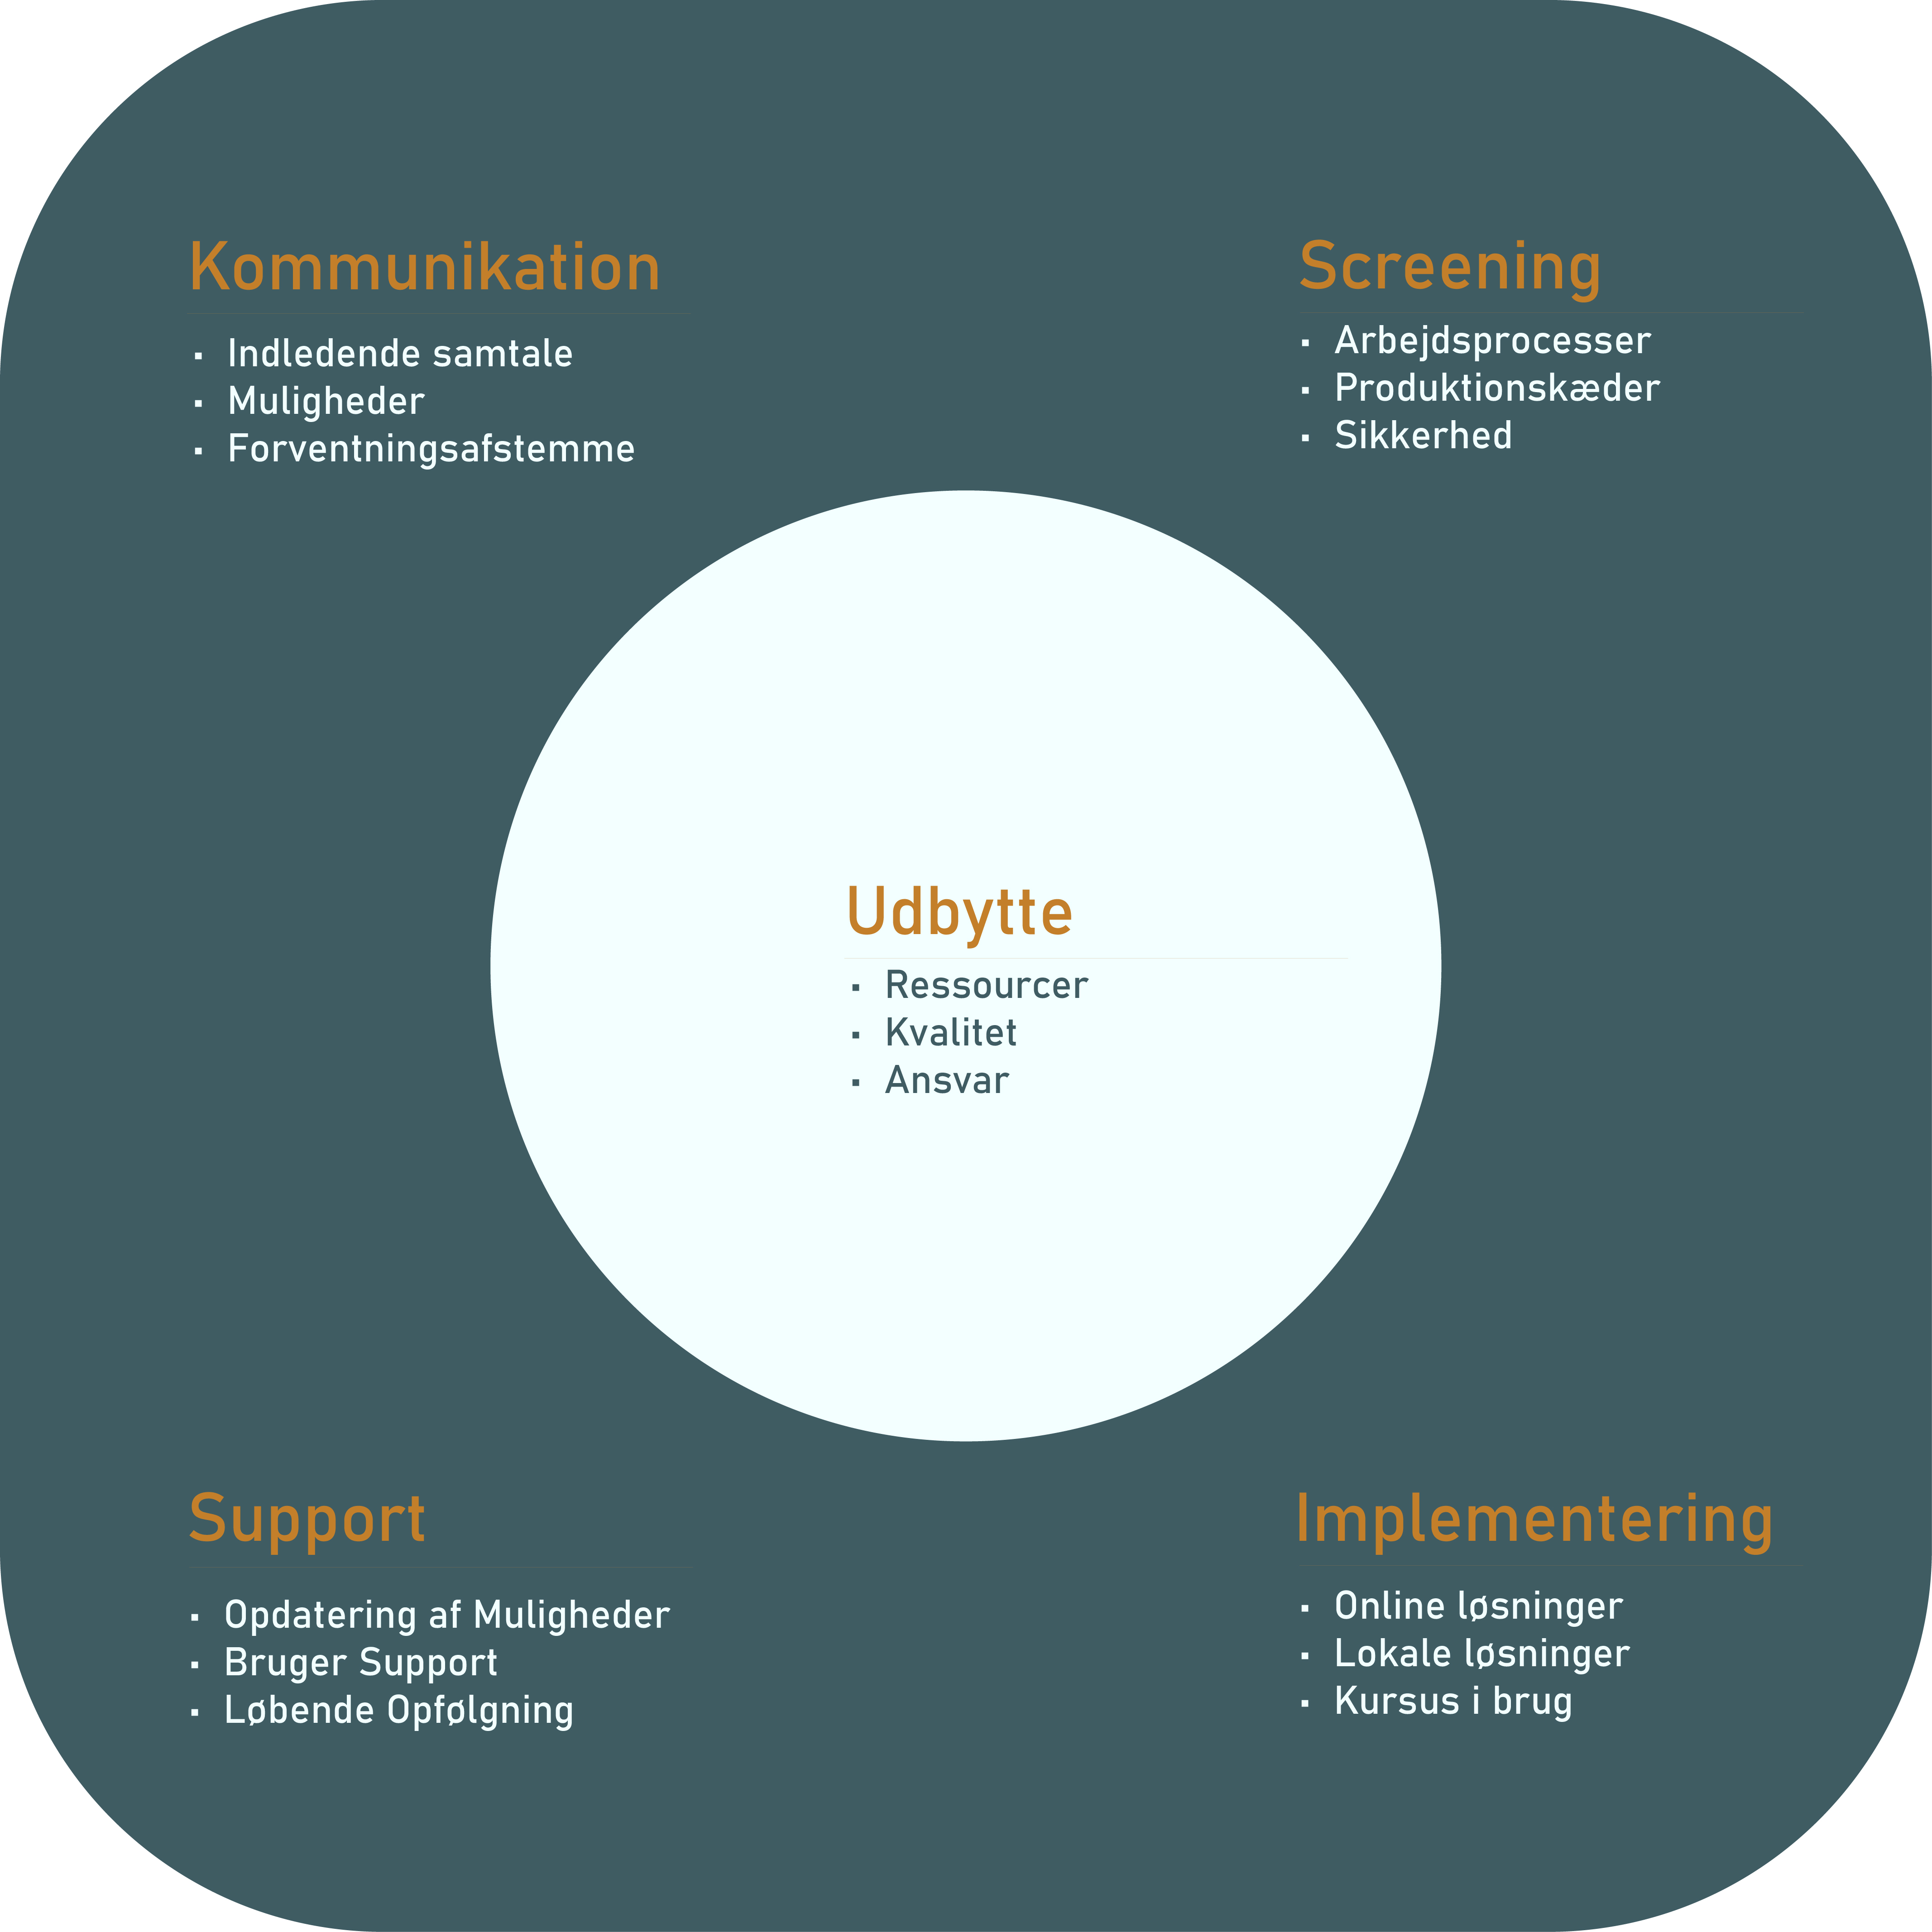 Kommunikation
▪ Indledende samtale
▪ Muligheder
▪ Forventningsafstemme
Screening
▪ Arbejdsprocesser
▪ Produktionskæder
▪ Sikkerhed
Udbytte
▪ Ressourcer
▪ Kvalitet
▪ Ansvar
Support
▪ Opdatering af Muligheder
▪ Bruger Support
▪ Løbende Opfølgning
Implementering
▪ Online løsninger
▪ Lokale løsninger
▪ Kursus i brug